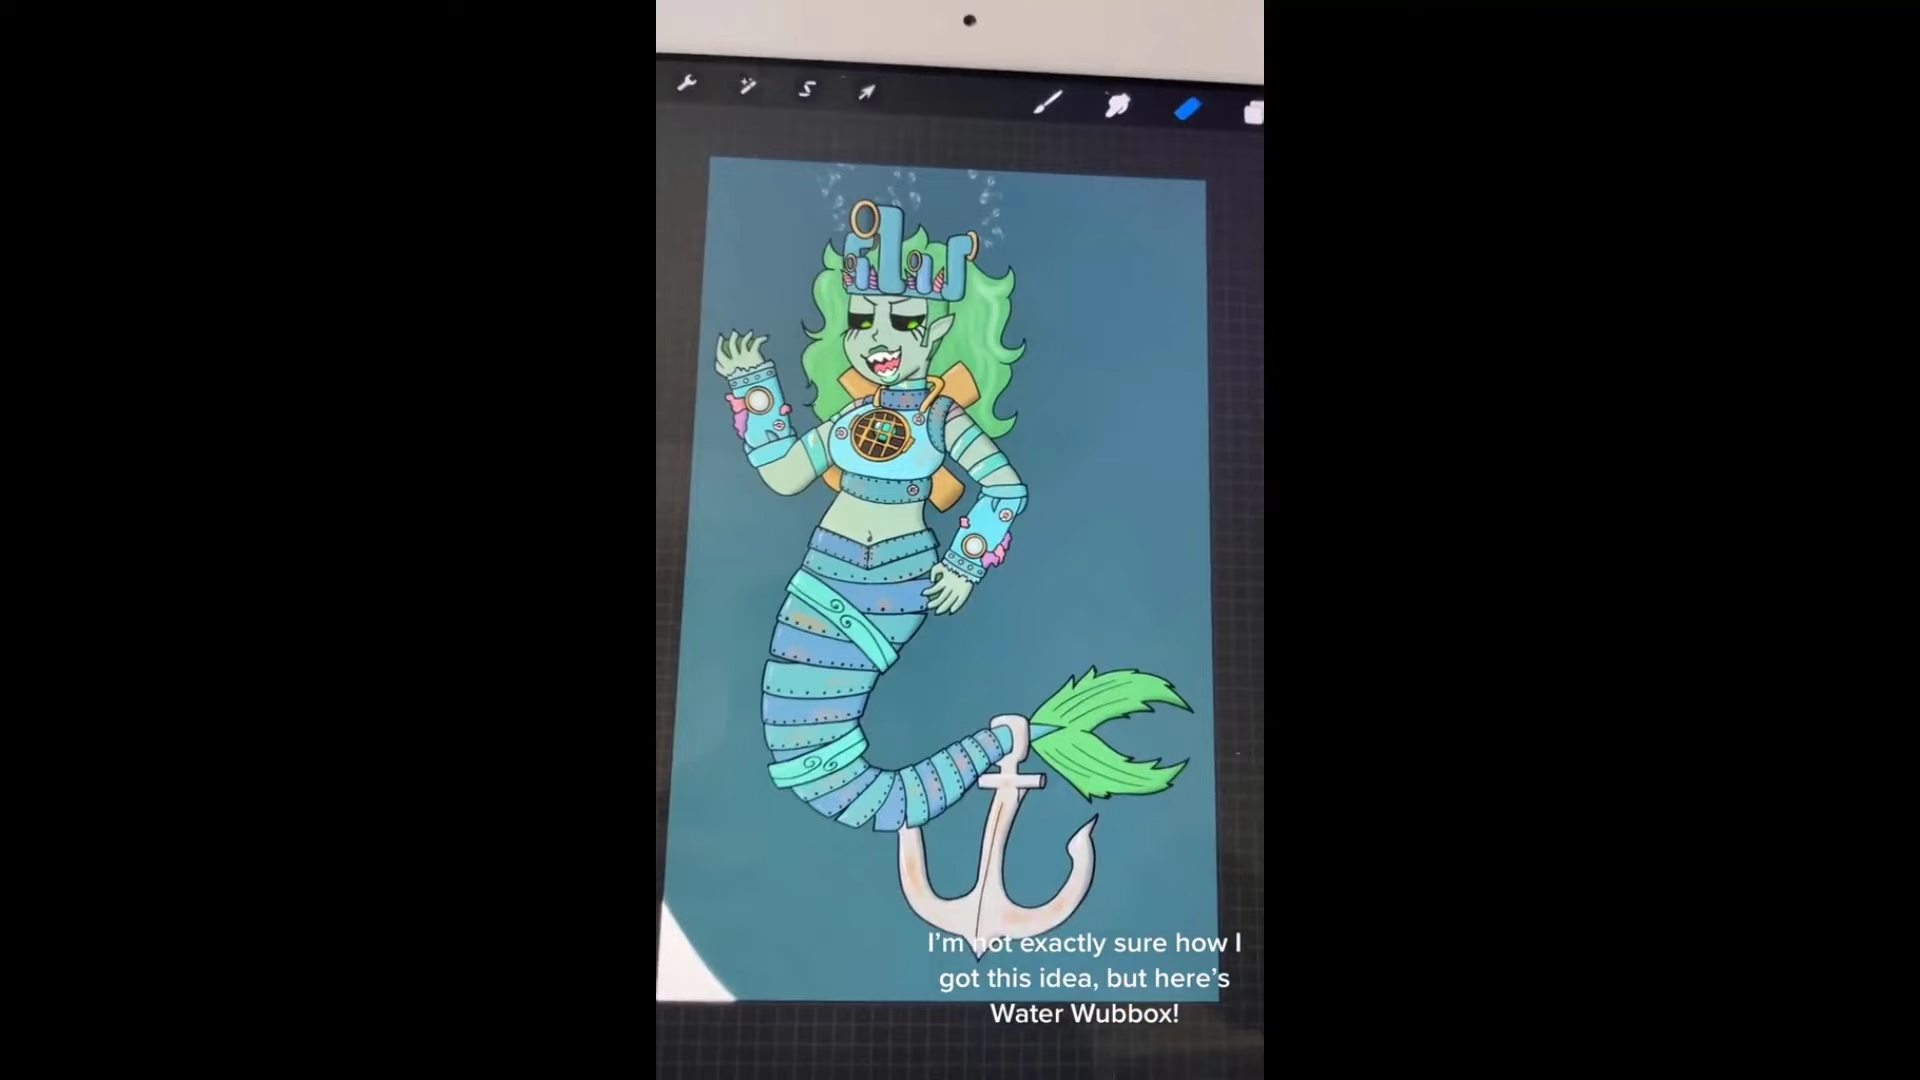 I'm not exactly sure how I
got this idea, but here's
Water Wubbox!